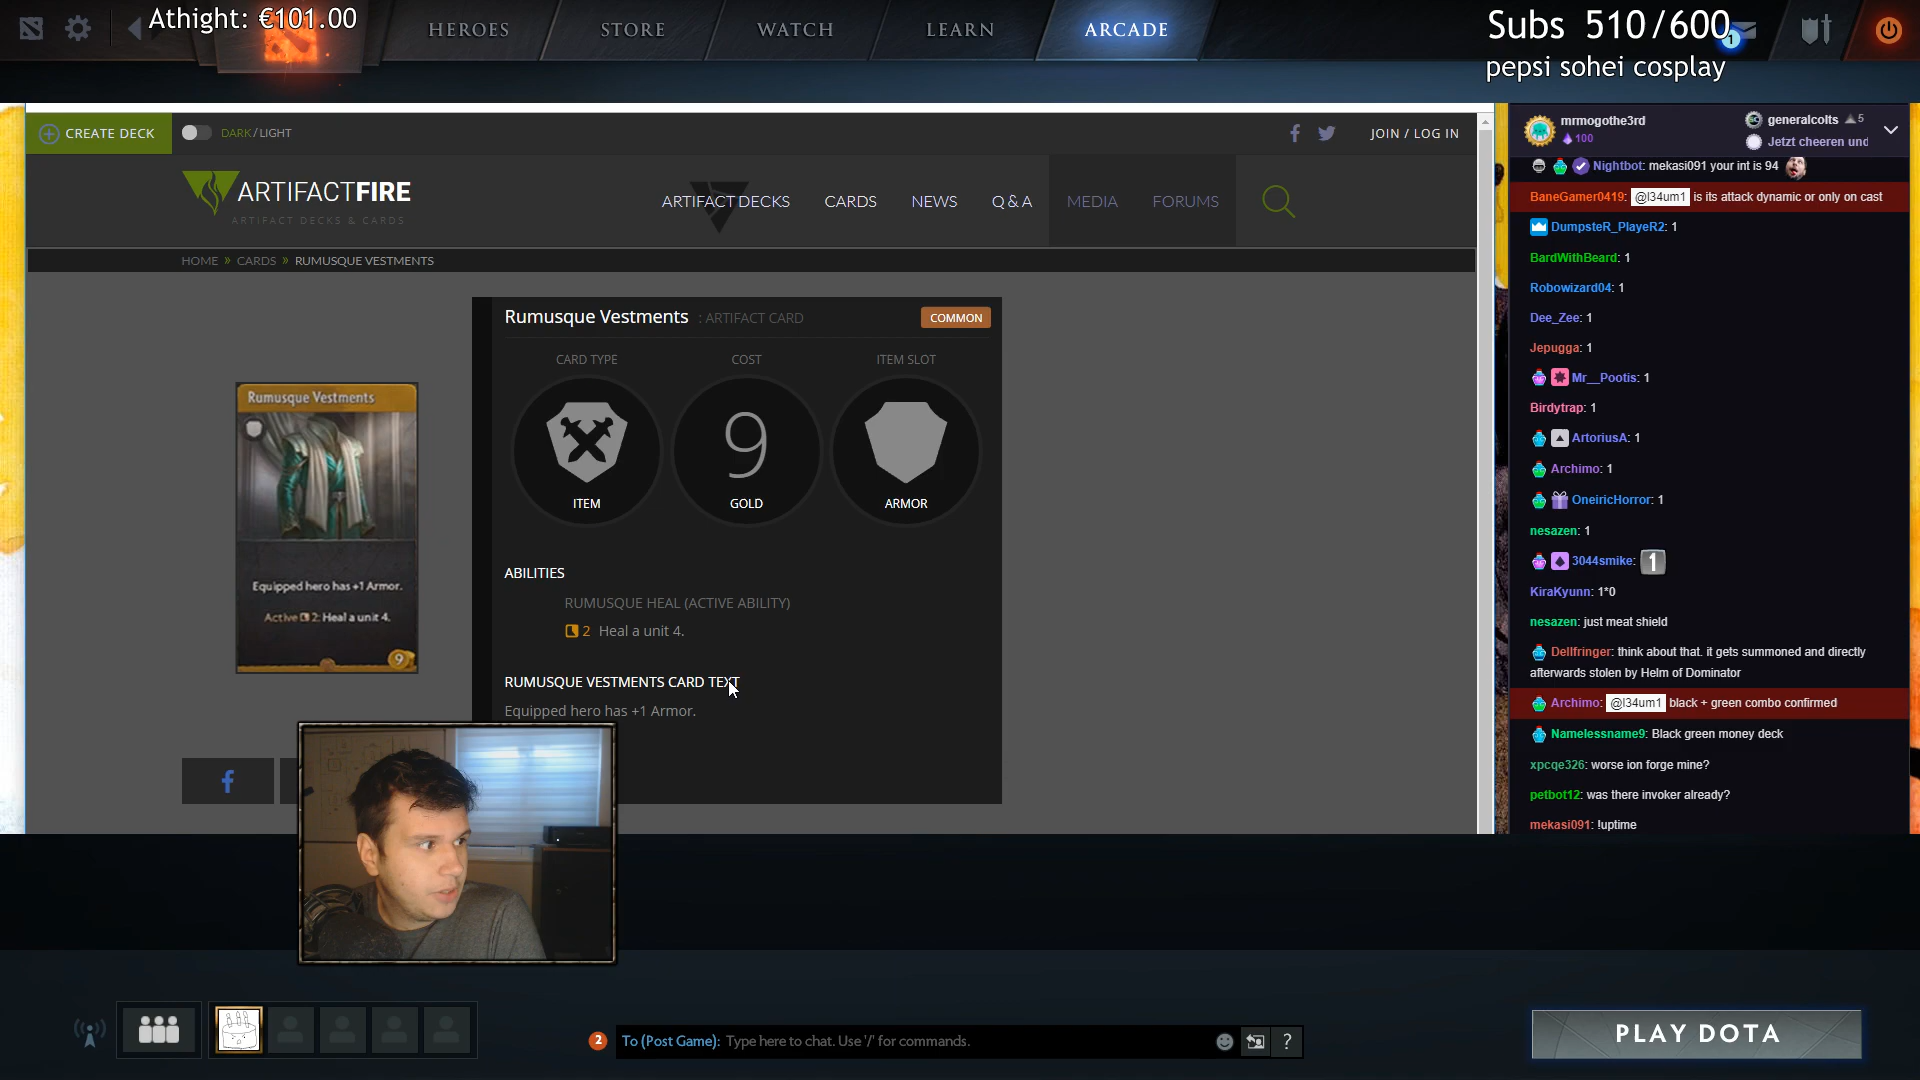 Athight: €101.00
HEROES
STORE
WATCH
LEARN
ARCADE
Subs 510/600
1
pepsi sohei cosplay
CREATE DECK
DARK / LIGHT
JOIN / LOG IN
ARTIFACTFIRE
ARTIFACT DECKS & CARDS
ARTIFACT DECKS
CARDS
NEWS
Q & A
MEDIA
FORUMS
HOME » CARDS » RUMUSQUE VESTMENTS
Rumusque Vestments : ARTIFACT CARD
COMMON
CARD TYPE
COST
ITEM SLOT
9
ITEM
GOLD
ARMOR
Rumusque Vestments
Equipped hero has +1 Armor.
Active 2: Heal a unit 4.
9
ABILITIES
RUMUSQUE HEAL (ACTIVE ABILITY)
2 Heal a unit 4.
RUMUSQUE VESTMENTS CARD TEXT
Equipped hero has +1 Armor.
mrmogothe3rd
100
generalcolts 5
Jetzt cheeren und
Nightbot: mekasi091 your int is 94
BaneGamer0419: @l34um1 is its attack dynamic or only on cast
DumpsteR_PlayeR2: 1
BardWithBeard: 1
Robowizard04: 1
Dee_Zee: 1
Jepugga: 1
Mr__Pootis: 1
Birdytrap: 1
ArtoriusA: 1
Archimo: 1
OneiricHorror: 1
nesazen: 1
3044smike: 1
KiraKyunn: 1*0
nesazen: just meat shield
Dellfringer: think about that. it gets summoned and directly
afterwards stolen by Helm of Dominator
Archimo: @l34um1 black + green combo confirmed
Namelessname9: Black green money deck
xpcqe326: worse ion forge mine?
petbot12: was there invoker already?
mekasi091: !uptime
2
To (Post Game): Type here to chat. Use '/' for commands.
?
PLAY DOTA